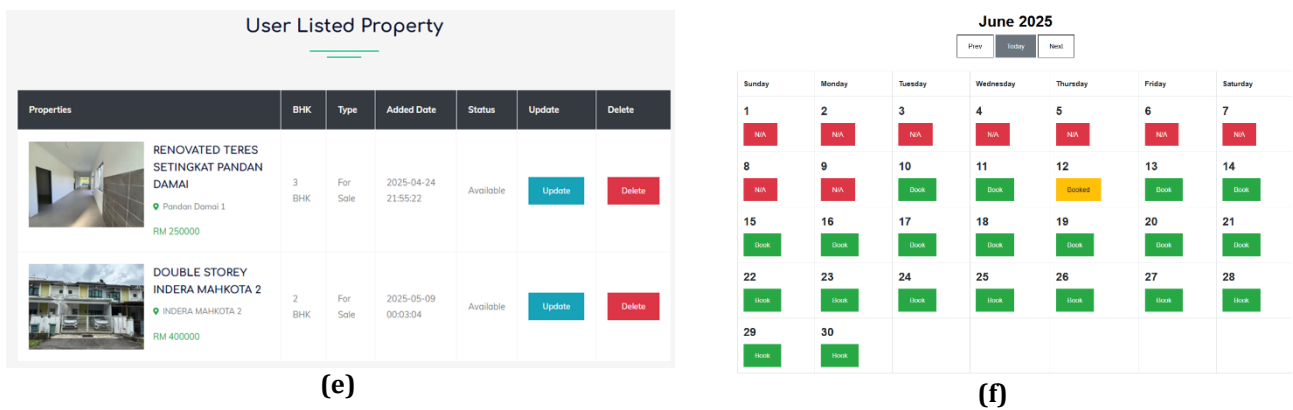 User Listed Property
Properties BHK Type Added Date Status Update Delete
RENOVATED TERES
SETINGKAT PANDAN
DAMAI
Pandan Damai 1
RM 250000
3
BHK
For
Sale
2025-04-24
21:55:22
Available
Update
Delete
DOUBLE STOREY
INDERA MAHKOTA 2
INDERA MAHKOTA 2
RM 400000
2
BHK
For
Sale
2025-05-09
00:03:04
Available
Update
Delete
(e)
June 2025
Prev Today Next
Sunday Monday Tuesday Wednesday Thursday Friday Saturday
1 2 3 4 5 6 7
N/A N/A N/A N/A N/A N/A N/A
8 9 10 11 12 13 14
N/A N/A Book Book Booked Book Book
15 16 17 18 19 20 21
Book Book Book Book Book Book Book
22 23 24 25 26 27 28
Book Book Book Book Book Book Book
29 30
Book Book
(f)